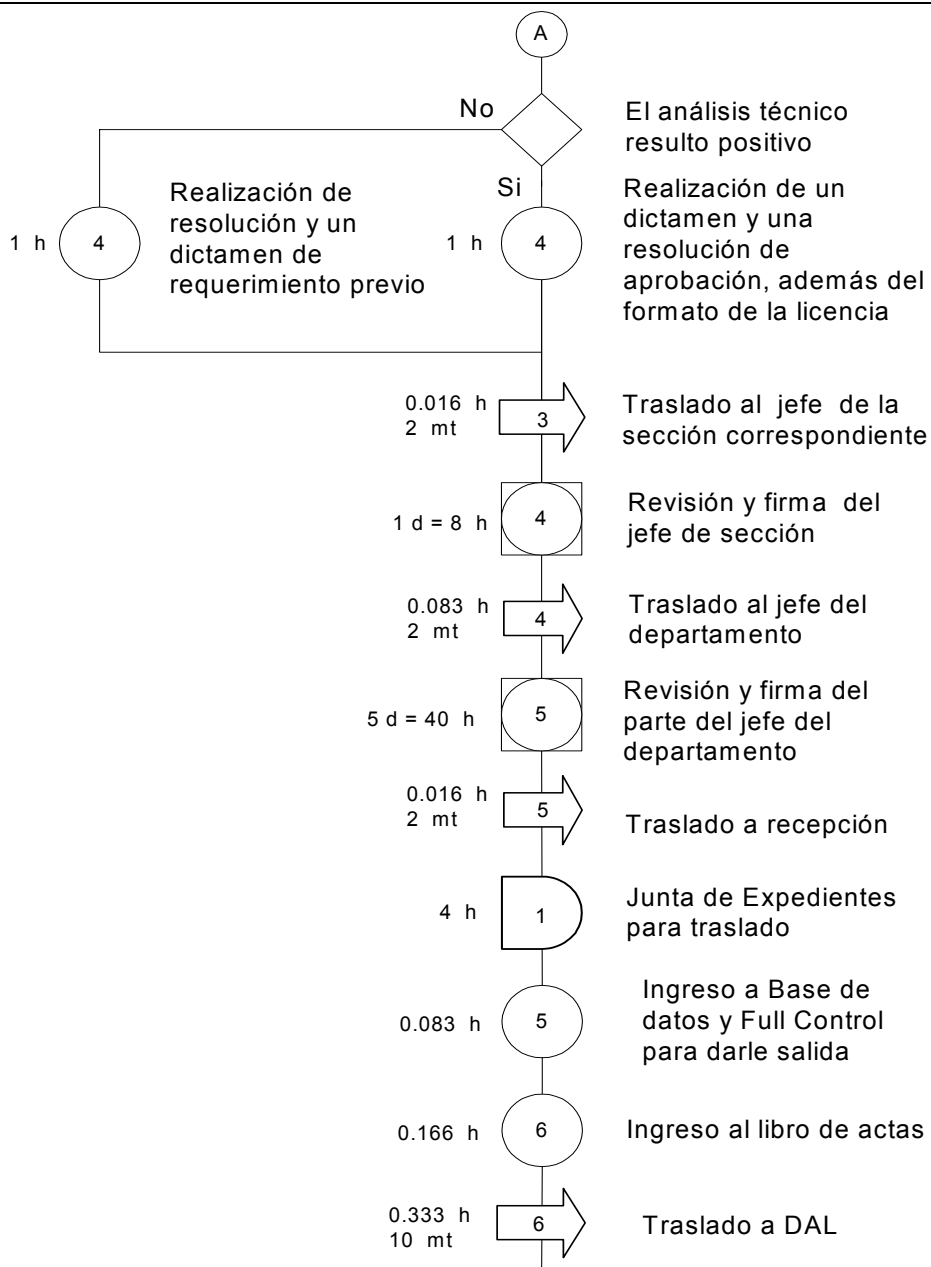 A
No
El análisis técnico
resulto positivo
Si
Realización de
resolución y un
dictamen de
requerimiento previo
1 h
4
1 h
4
Realización de un
dictamen y una
resolución de
aprobación, además del
formato de la licencia
0.016 h
2 mt
3
Traslado al jefe de la
sección correspondiente
1 d = 8 h
4
Revisión y firma del
jefe de sección
0.083 h
2 mt
4
Traslado al jefe del
departamento
5 d = 40 h
5
Revisión y firma del
parte del jefe del
departamento
0.016 h
2 mt
5
Traslado a recepción
4 h
1
Junta de Expedientes
para traslado
0.083 h
5
Ingreso a Base de
datos y Full Control
para darle salida
0.166 h
6
Ingreso al libro de actas
0.333 h
10 mt
6
Traslado a DAL